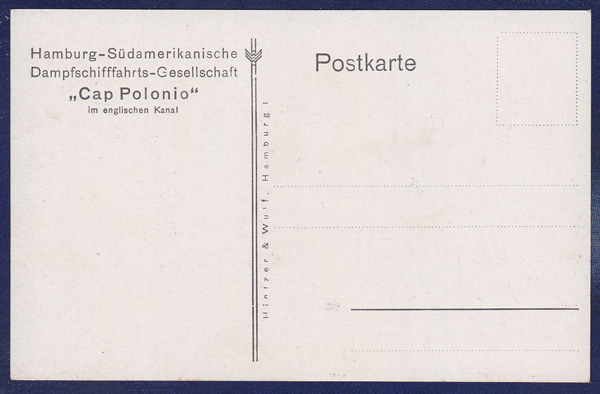 Hamburg-Südamerikanische
Dampfschifffahrts-Gesellschaft
„Cap Polonio“
im englischen Kanal
Postkarte
Hintzer & Wulf, Hamburg 1